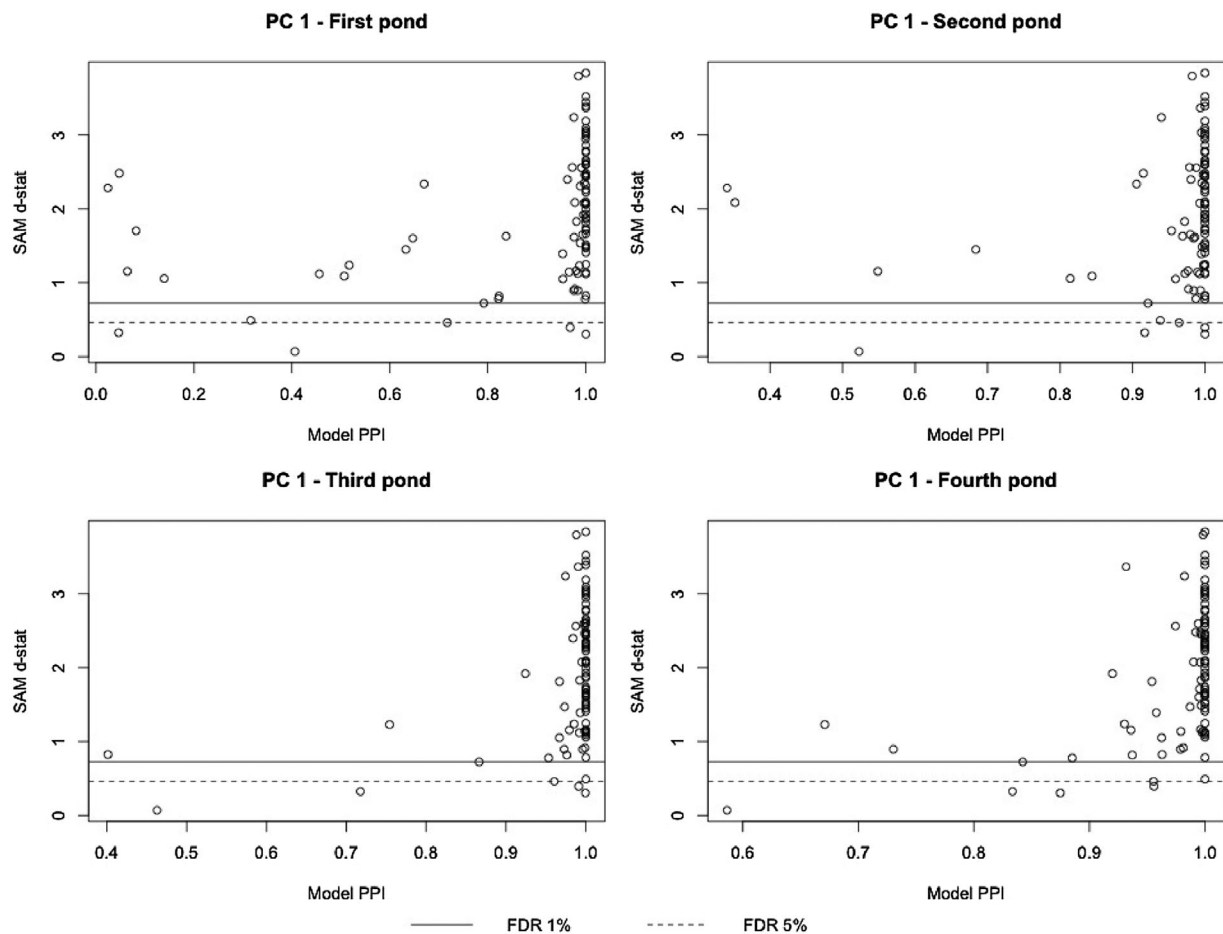 PC 1 - First pond
PC 1 - Second pond
SAM d-stat
3
2
1
0
0.0 0.2 0.4 0.6 0.8 1.0
Model PPI
SAM d-stat
3
2
1
0
0.4 0.5 0.6 0.7 0.8 0.9 1.0
Model PPI
PC 1 - Third pond
PC 1 - Fourth pond
SAM d-stat
3
2
1
0
0.4 0.5 0.6 0.7 0.8 0.9 1.0
Model PPI
SAM d-stat
3
2
1
0
0.6 0.7 0.8 0.9 1.0
Model PPI
FDR 1% FDR 5%